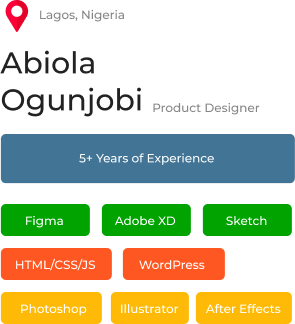 Lagos, Nigeria
Abiola
Ogunjobi Product Designer
5+ Years of Experience
Figma Adobe XD Sketch
HTML/CSS/JS WordPress
Photoshop Illustrator After Effects